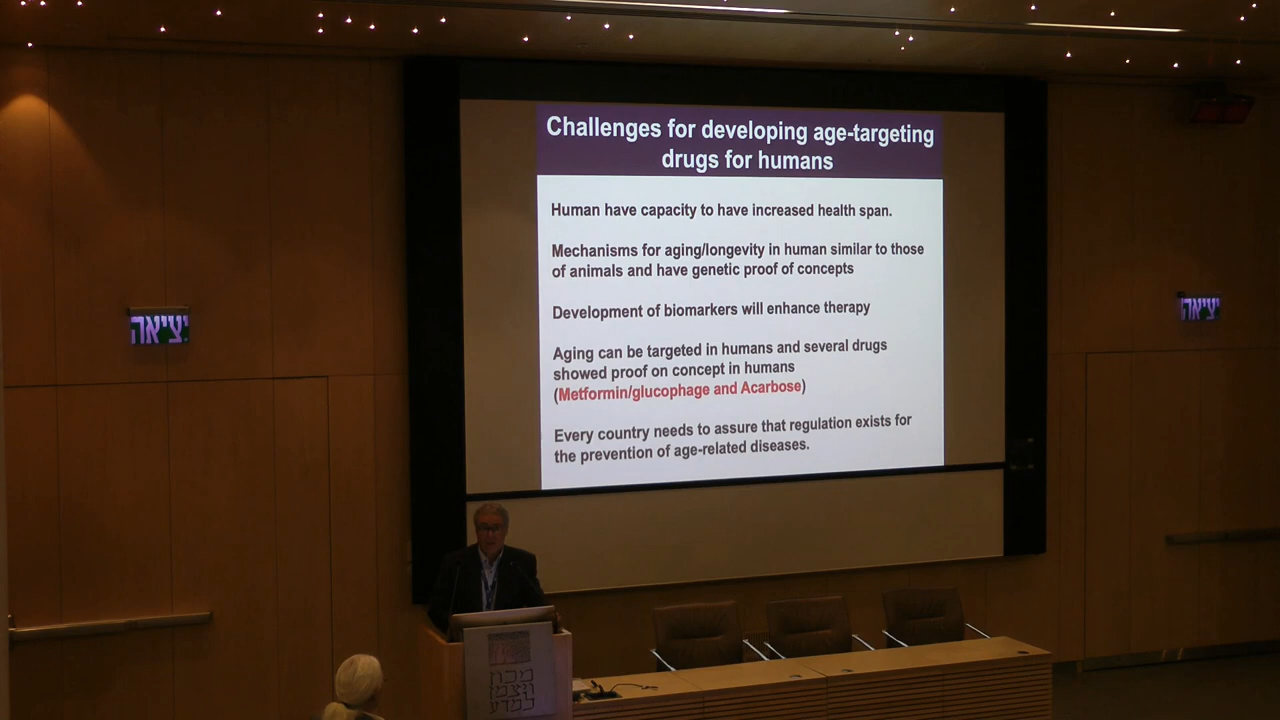 Challenges for developing age-targeting
drugs for humans
Human have capacity to have increased health span.
Mechanisms for aging/longevity in human similar to those
of animals and have genetic proof of concepts
Development of biomarkers will enhance therapy
Aging can be targeted in humans and several drugs
showed proof on concept in humans
(Metformin/glucophage and Acarbose)
Every country needs to assure that regulation exists for
the prevention of age-related diseases.
יציאה
יציאה
מכון
ויצמן
למדע